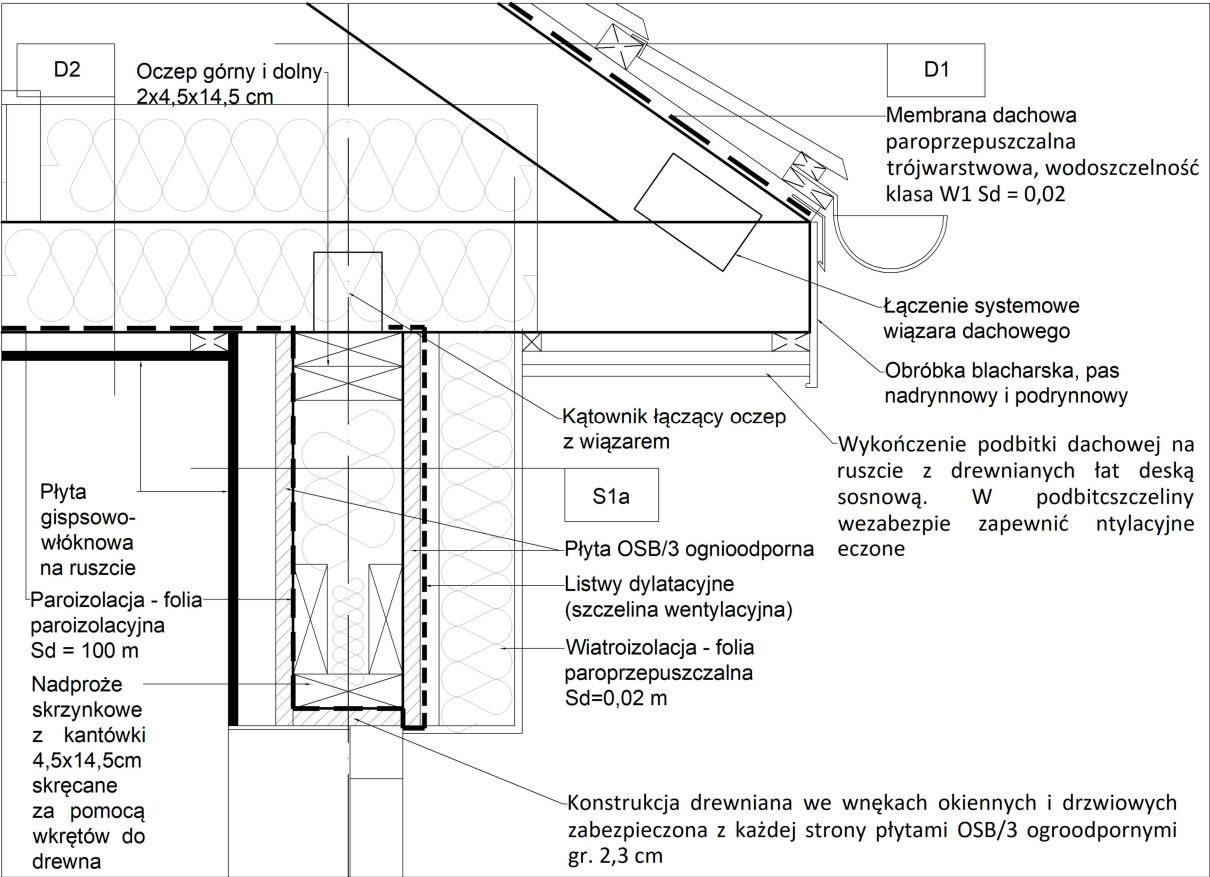 D2
Oczep górny i dolny
2x4,5x14,5 cm
D1
Membrana dachowa
paroprzepuszczalna
trójwarstwowa, wodoszczelność
klasa W1 Sd = 0,02
Łączenie systemowe
wiązara dachowego
Obróbka blacharska, pas
nadrynnowy i podrynnowy
Kątownik łączący oczep
z wiązarem
Wykończenie podbitki dachowej na
ruszcie z drewnianych łat deską
sosnową. W podbitcszczeliny
wezabezpie zapewnić ntylacyjne
eczone
S1a
Płyta
gispsowo-
włóknowa
na ruszcie
Płyta OSB/3 ognioodporna
Listwy dylatacyjne
(szczelina wentylacyjna)
Paroizolacja - folia
paroizolacyjna
Sd = 100 m
Wiatroizolacja - folia
paroprzepuszczalna
Sd=0,02 m
Nadproże
skrzynkowe
z kantówki
4,5x14,5cm
skręcane
za pomocą
wkrętów do
drewna
Konstrukcja drewniana we wnękach okiennych i drzwiowych
zabezpieczona z każdej strony płytami OSB/3 ogroodpornymi
gr. 2,3 cm